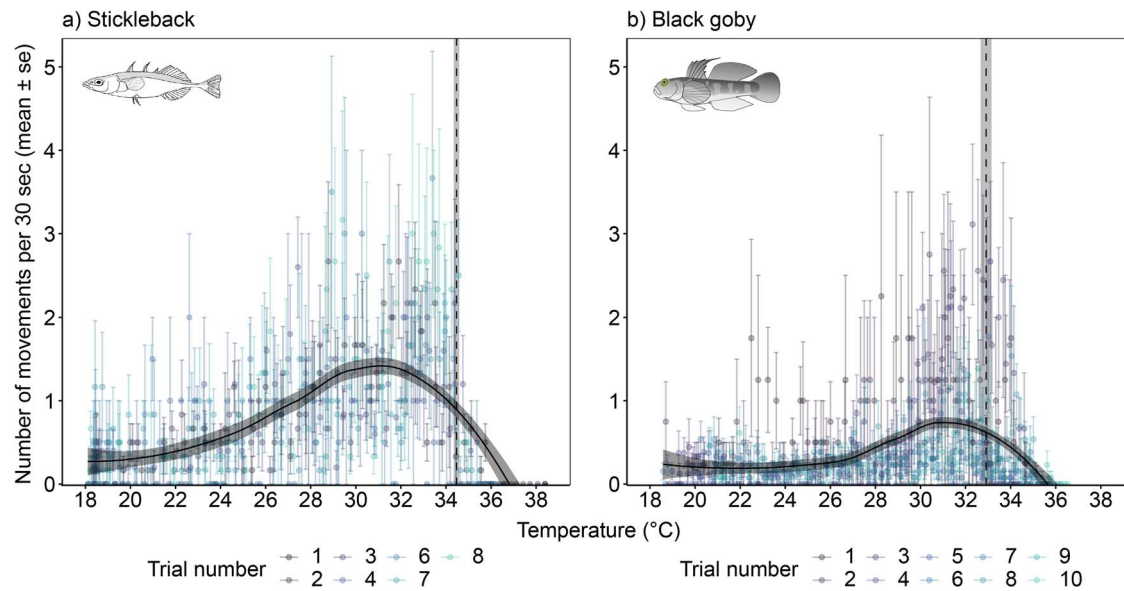 a) Stickleback
b) Black goby
Number of movements per 30 sec (mean ± se)
5
4
3
2
1
0
18 20 22 24 26 28 30 32 34 36 38
5
4
3
2
1
0
18 20 22 24 26 28 30 32 34 36 38
Temperature (°C)
Trial number
1 3 6 8
2 4 7
Trial number
1 3 5 7 9
2 4 6 8 10